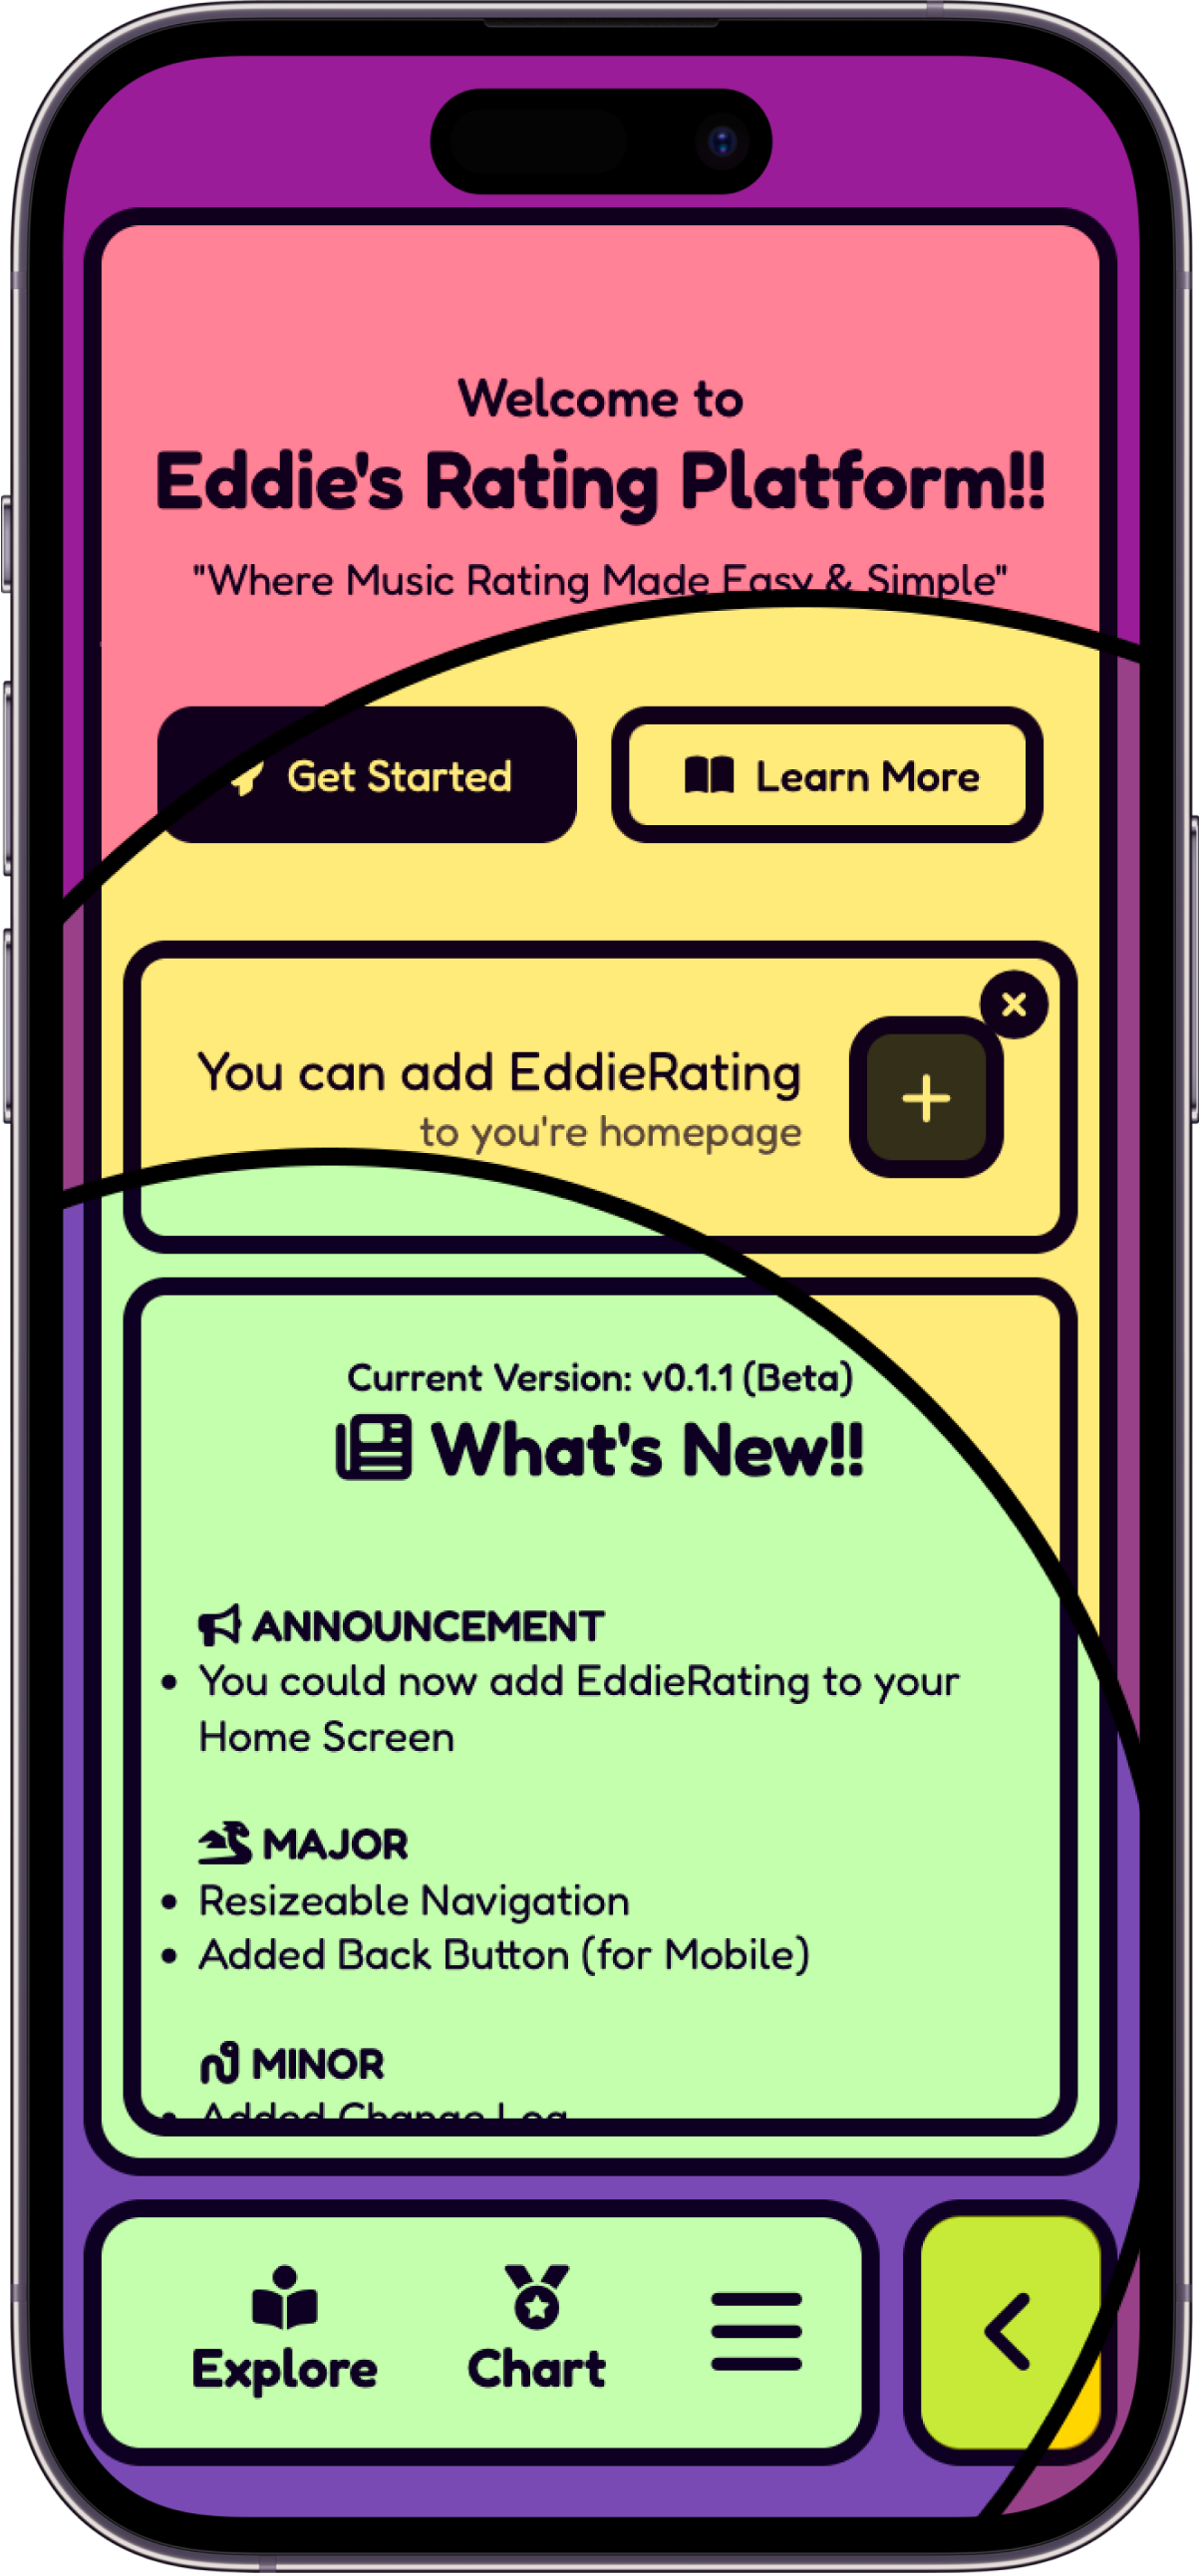 Welcome to
Eddie's Rating Platform!!
"Where Music Rating Made Easy & Simple"
Get Started
Learn More
You can add EddieRating
to you're homepage
Current Version: v0.1.1 (Beta)
What's New!!
ANNOUNCEMENT
• You could now add EddieRating to your
Home Screen
MAJOR
• Resizeable Navigation
• Added Back Button (for Mobile)
MINOR
• Added Change Log
Explore
Chart